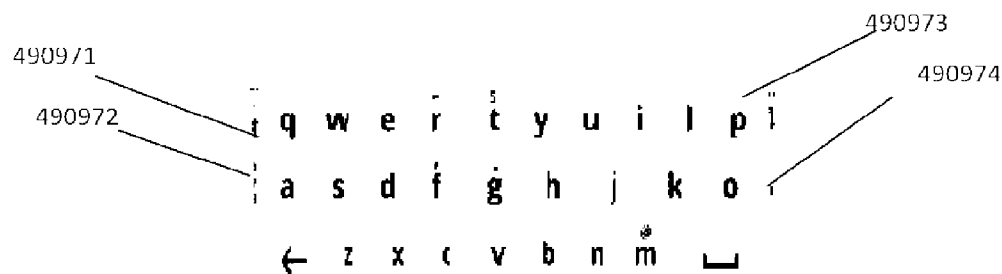 490973
490971
490974
490972
q w e r t y u i l p
a s d f g h j k o
← z x c v b n m